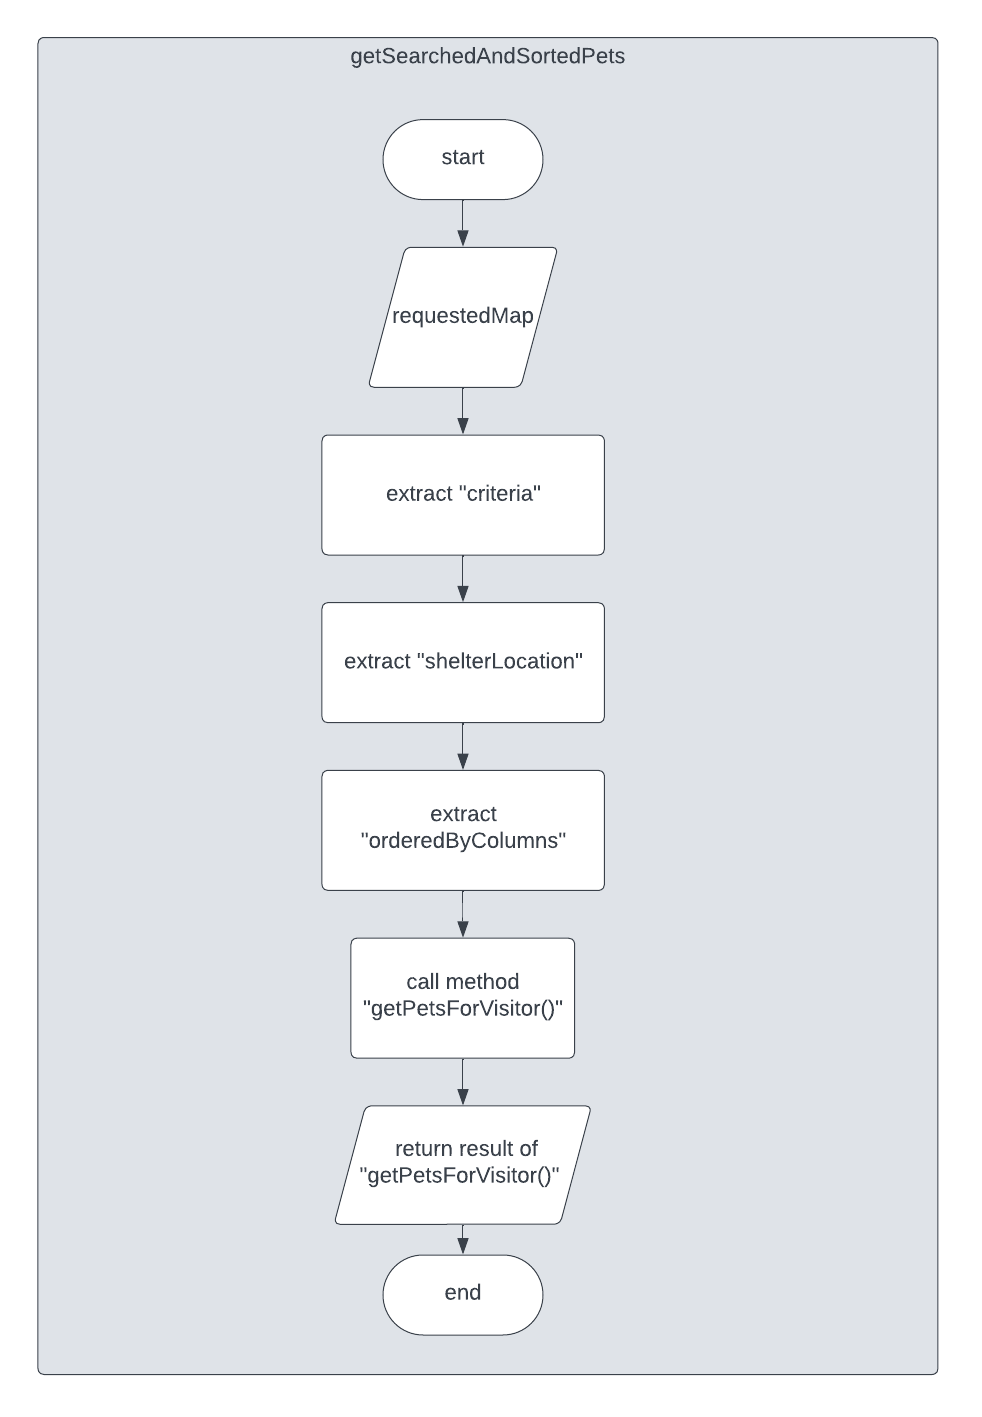 getSearchedAndSortedPets
start
requestedMap
extract "criteria"
extract "shelterLocation"
extract
"orderedByColumns"
call method
"getPetsForVisitor()"
return result of
"getPetsForVisitor()"
end